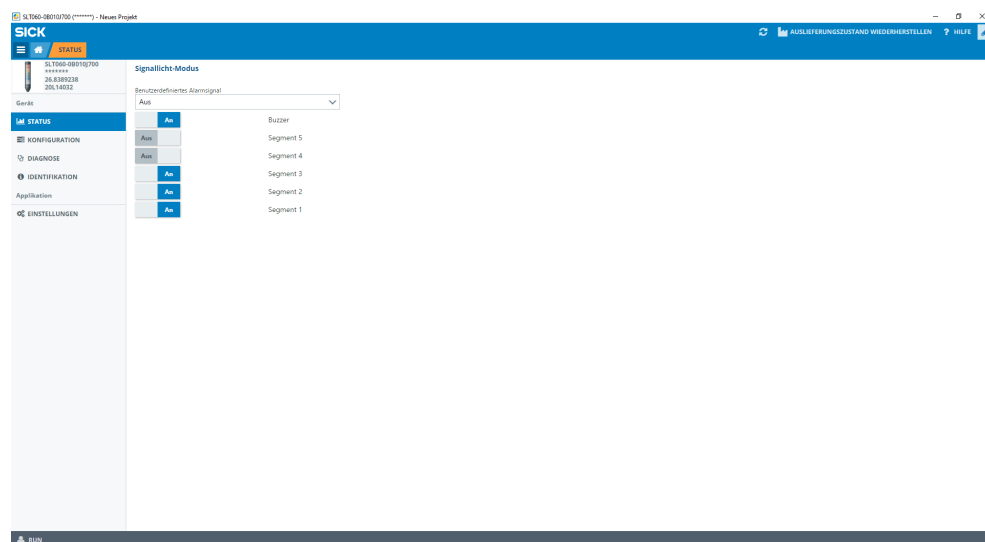 SLT060-0B010J700 (*******) - Neues Projekt
SICK
AUSLIEFERUNGSZUSTAND WIEDERHERSTELLEN
? HILFE
STATUS
SLT060-0B010J700
*******
26.8389238
20L14032
Gerät
STATUS
KONFIGURATION
DIAGNOSE
IDENTIFIKATION
Applikation
EINSTELLUNGEN
Signallicht-Modus
Benutzerdefiniertes Alarmsignal
Aus
An Buzzer
Aus Segment 5
Aus Segment 4
An Segment 3
An Segment 2
An Segment 1
RUN